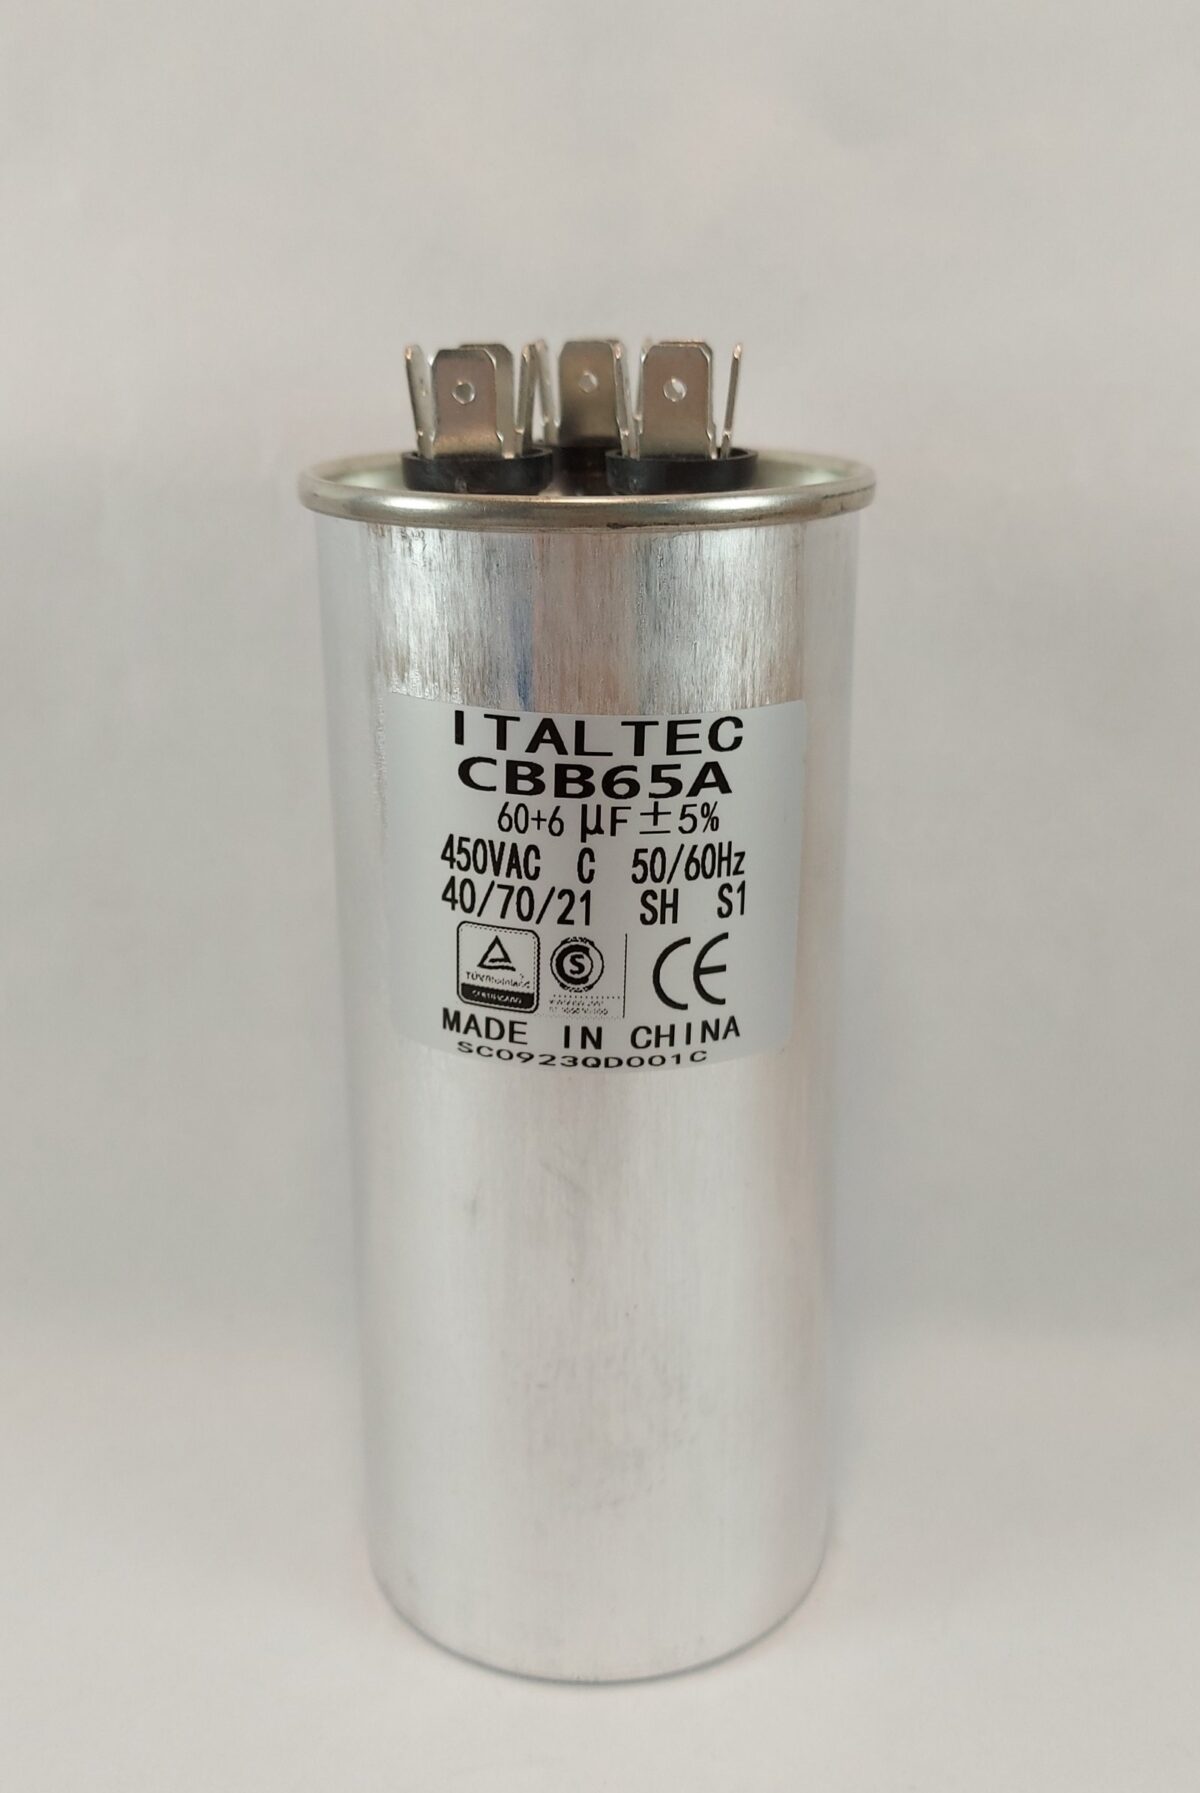 ITALTEC
CBB65A
60+6 μF ±5%
450VAC C 50/60Hz
40/70/21 SH S1
S CE
MADE IN CHINA
SC0923QD001C